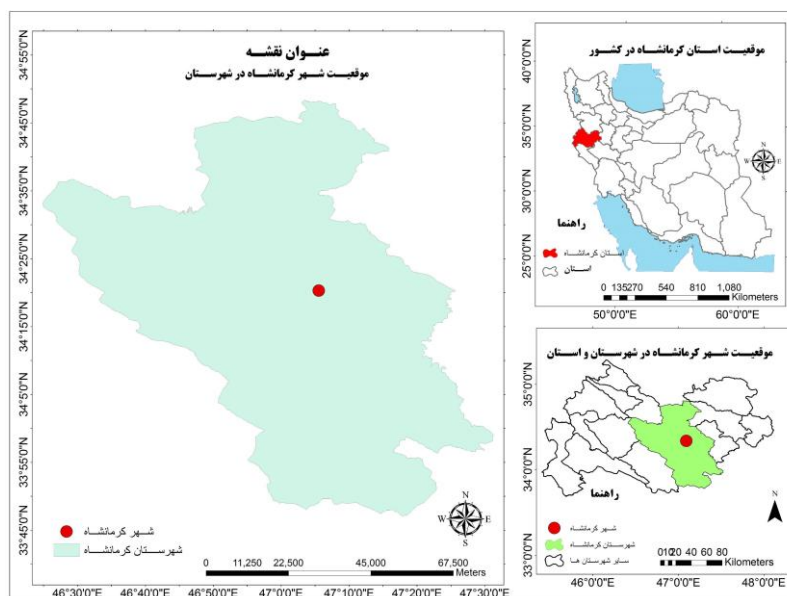 عنوان نقشه
موقعیت شهر کرمانشاه در شهرستان
34°55'0"N
34°45'0"N
34°35'0"N
34°25'0"N
34°15'0"N
34°5'0"N
33°55'0"N
33°45'0"N
N
W E
S
شهر کرمانشاه
شهرستان کرمانشاه
0 11,250 22,500 45,000 67,500
Meters
46°30'0"E 46°40'0"E 46°50'0"E 47°0'0"E 47°10'0"E 47°20'0"E 47°30'0"E
موقعیت استان کرمانشاه در کشور
40°0'0"N
35°0'0"N
30°0'0"N
25°0'0"N
N
W E
S
راهنما
استان کرمانشاه
استان
0 135270 540 810 1,080
Kilometers
50°0'0"E 60°0'0"E
موقعیت شهر کرمانشاه در شهرستان و استان
35°0'0"N
34°0'0"N
33°0'0"N
راهنما
N
شهر کرمانشاه
شهرستان کرمانشاه
سایر شهرستان ها
01020 40 60 80
Kilometers
46°0'0"E 47°0'0"E 48°0'0"E